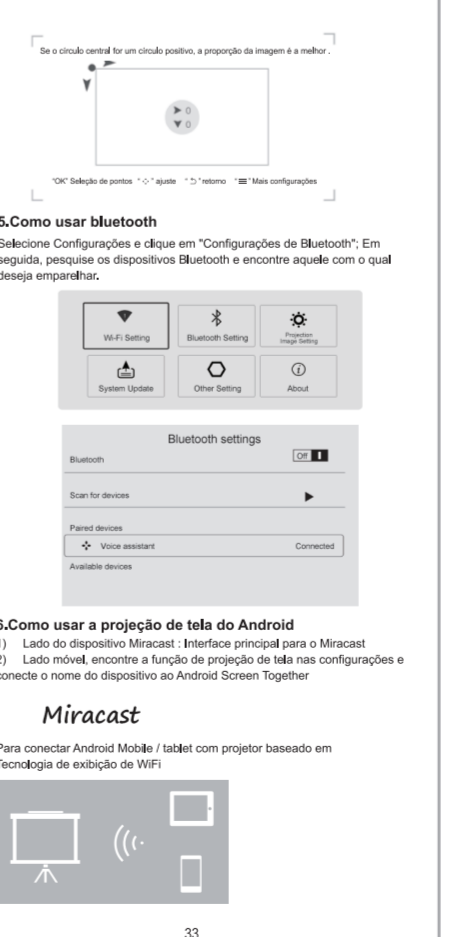 Se o círculo central for um círculo positivo, a proporção da imagem é a melhor .
0
0
"OK" Seleção de pontos " " ajuste " " retorno " " Mais configurações
5.Como usar bluetooth
Selecione Configurações e clique em "Configurações de Bluetooth"; Em
seguida, pesquise os dispositivos Bluetooth e encontre aquele com o qual
deseja emparelhar.
Wi-Fi Setting
Bluetooth Setting
Projection
Image Setting
System Update
Other Setting
About
Bluetooth settings
Bluetooth
Off
Scan for devices
Paired devices
Voice assistant
Connected
Available devices
6.Como usar a projeção de tela do Android
1) Lado do dispositivo Miracast : Interface principal para o Miracast
2) Lado móvel, encontre a função de projeção de tela nas configurações e
conecte o nome do dispositivo ao Android Screen Together
Miracast
Para conectar Android Mobile / tablet com projetor baseado em
Tecnologia de exibição de WiFi
33